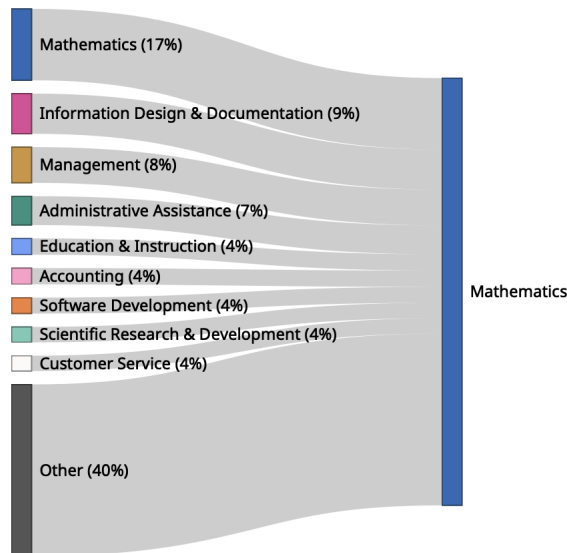 Mathematics (17%)
Information Design & Documentation (9%)
Management (8%)
Administrative Assistance (7%)
Education & Instruction (4%)
Accounting (4%)
Mathematics
Software Development (4%)
Scientific Research & Development (4%)
Customer Service (4%)
Other (40%)